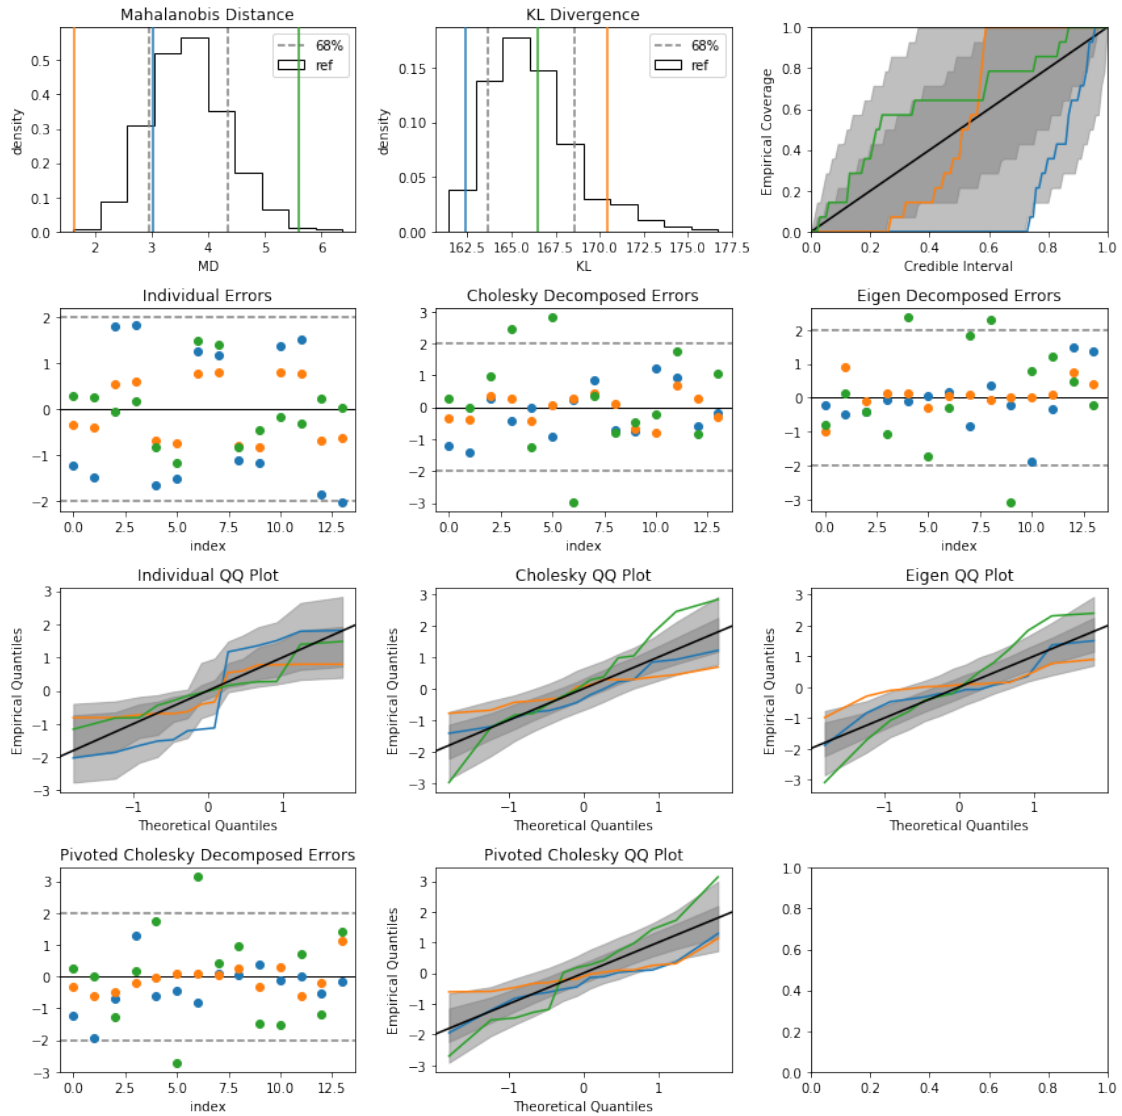 Mahalanobis Distance
68%
ref
density
0.5
0.4
0.3
0.2
0.1
0.0
2 3 4 5 6
MD
KL Divergence
68%
ref
density
0.15
0.10
0.05
0.00
162.5 165.0 167.5 170.0 172.5 175.0 177.5
KL
Empirical Coverage
1.0
0.8
0.6
0.4
0.2
0.0
0.0 0.2 0.4 0.6 0.8 1.0
Credible Interval
Individual Errors
2
1
0
−1
−2
0.0 2.5 5.0 7.5 10.0 12.5
index
Cholesky Decomposed Errors
3
2
1
0
−1
−2
−3
0.0 2.5 5.0 7.5 10.0 12.5
index
Eigen Decomposed Errors
2
1
0
−1
−2
−3
0.0 2.5 5.0 7.5 10.0 12.5
index
Individual QQ Plot
Empirical Quantiles
3
2
1
0
−1
−2
−3
−1 0 1
Theoretical Quantiles
Cholesky QQ Plot
Empirical Quantiles
3
2
1
0
−1
−2
−3
−1 0 1
Theoretical Quantiles
Eigen QQ Plot
Empirical Quantiles
3
2
1
0
−1
−2
−3
−1 0 1
Theoretical Quantiles
Pivoted Cholesky Decomposed Errors
3
2
1
0
−1
−2
−3
0.0 2.5 5.0 7.5 10.0 12.5
index
Pivoted Cholesky QQ Plot
Empirical Quantiles
3
2
1
0
−1
−2
−3
−1 0 1
Theoretical Quantiles
1.0
0.8
0.6
0.4
0.2
0.0
0.0 0.2 0.4 0.6 0.8 1.0